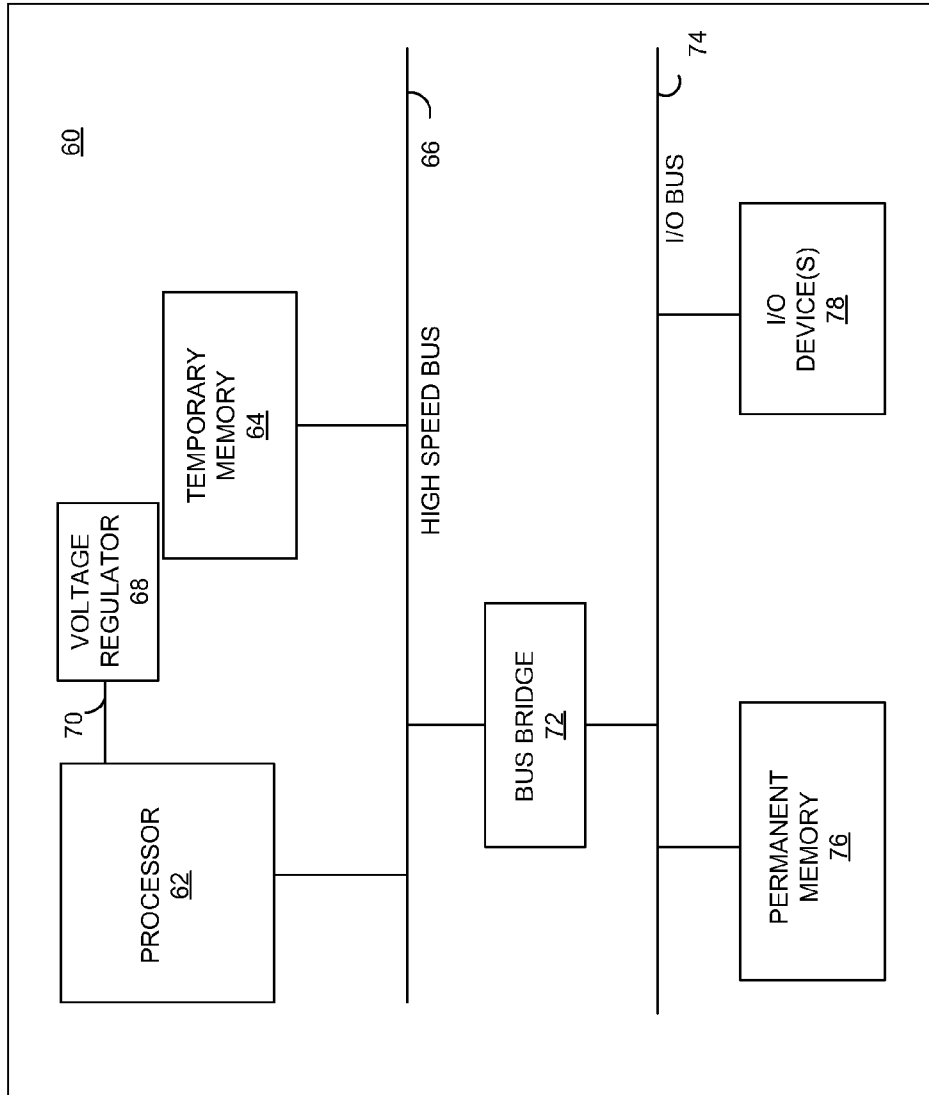 60
PROCESSOR
62
70
VOLTAGE
REGULATOR
68
TEMPORARY
MEMORY
64
HIGH SPEED BUS
66
BUS BRIDGE
72
I/O BUS
74
PERMANENT
MEMORY
76
I/O
DEVICE(S)
78